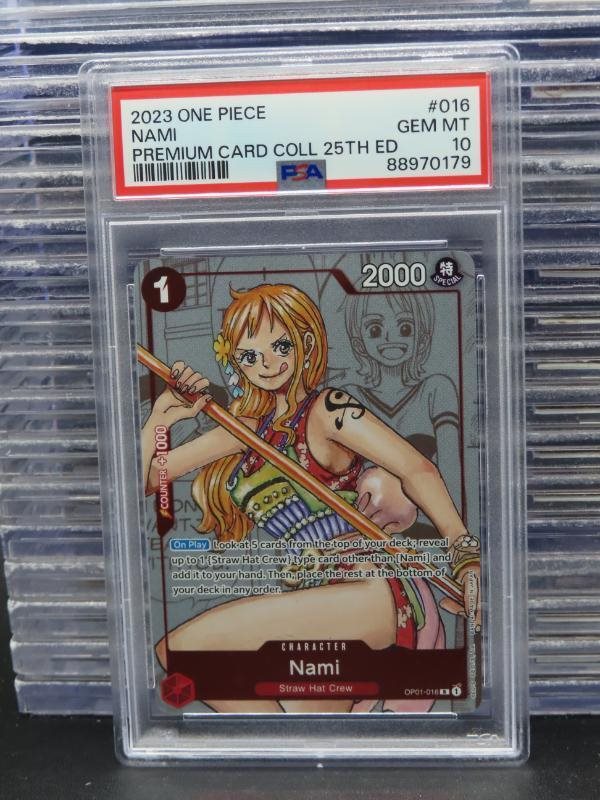 2023 ONE PIECE #016
NAMI GEM MT
PREMIUM CARD COLL 25TH ED 10
PSA 88970179
1
2000
特
SPECIAL
COUNTER +1000
On Play Look at 5 cards from the top of your deck; reveal
up to 1 {Straw Hat Crew} type card other than [Nami] and
add it to your hand. Then, place the rest at the bottom of
your deck in any order.
CHARACTER
Nami
Straw Hat Crew
OP01-016 R 1